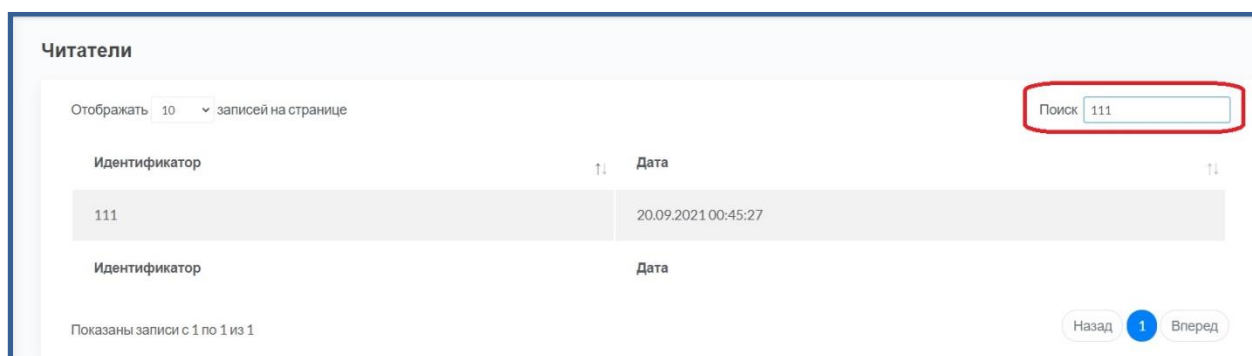 Читатели
Отображать 10 записей на странице Поиск 111
Идентификатор Дата
111 20.09.2021 00:45:27
Идентификатор Дата
Показаны записи с 1 по 1 из 1 Назад 1 Вперед